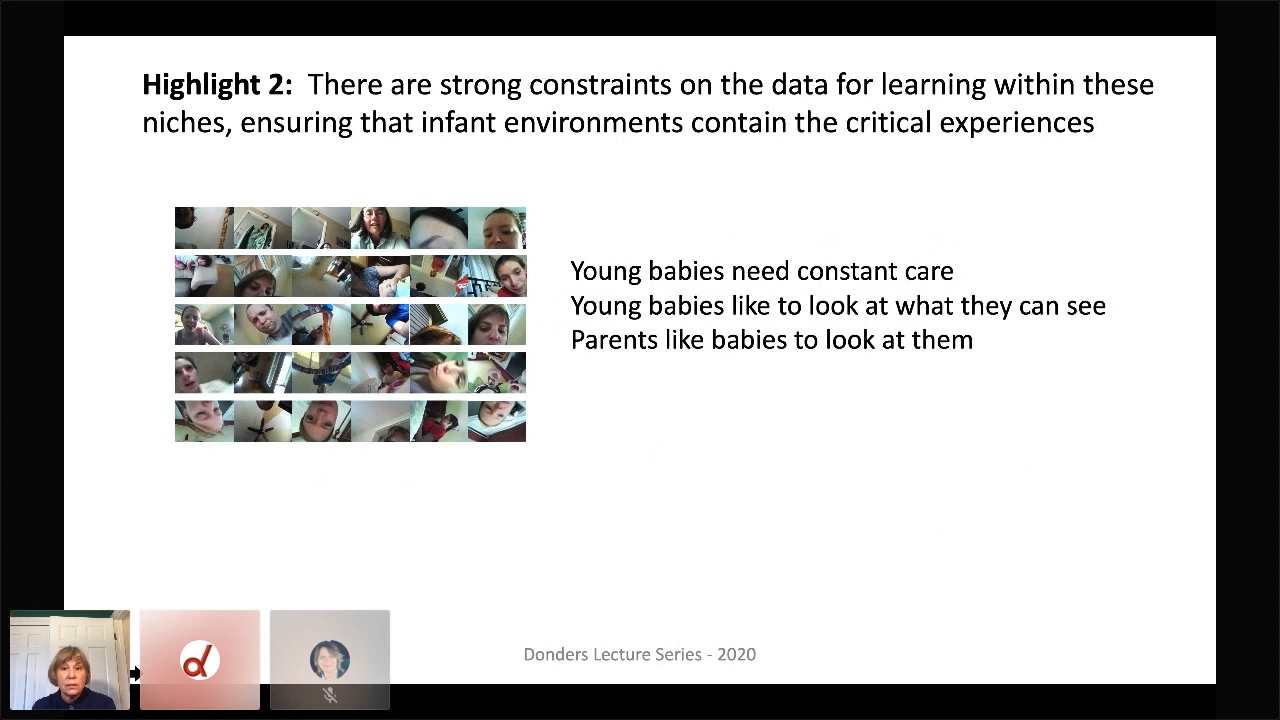 Highlight 2: There are strong constraints on the data for learning within these
niches, ensuring that infant environments contain the critical experiences
Young babies need constant care
Young babies like to look at what they can see
Parents like babies to look at them
Donders Lecture Series - 2020